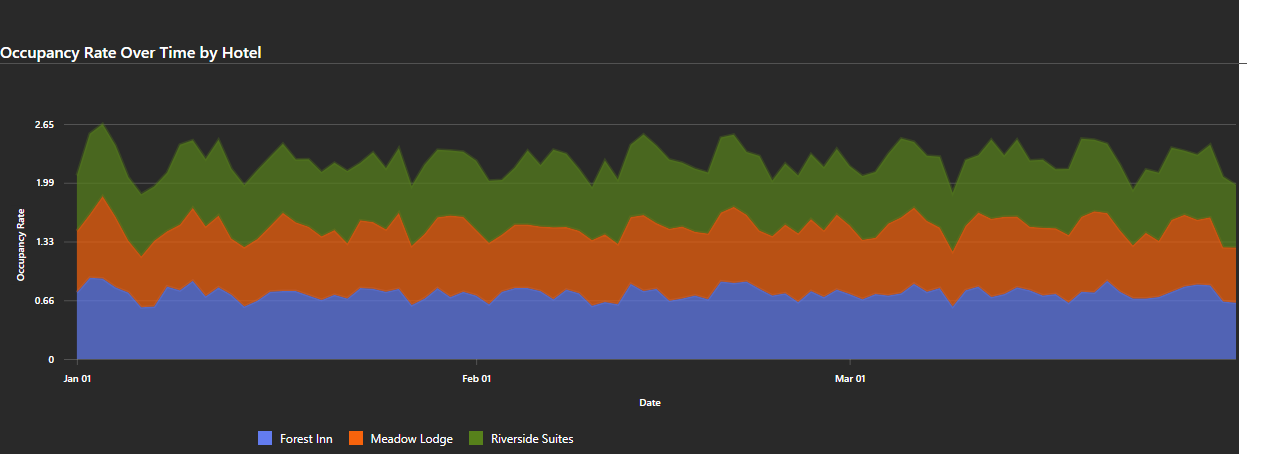 Occupancy Rate Over Time by Hotel
2.65
1.99
1.33
0.66
0
Occupancy Rate
Jan 01 Feb 01 Mar 01
Date
Forest Inn Meadow Lodge Riverside Suites